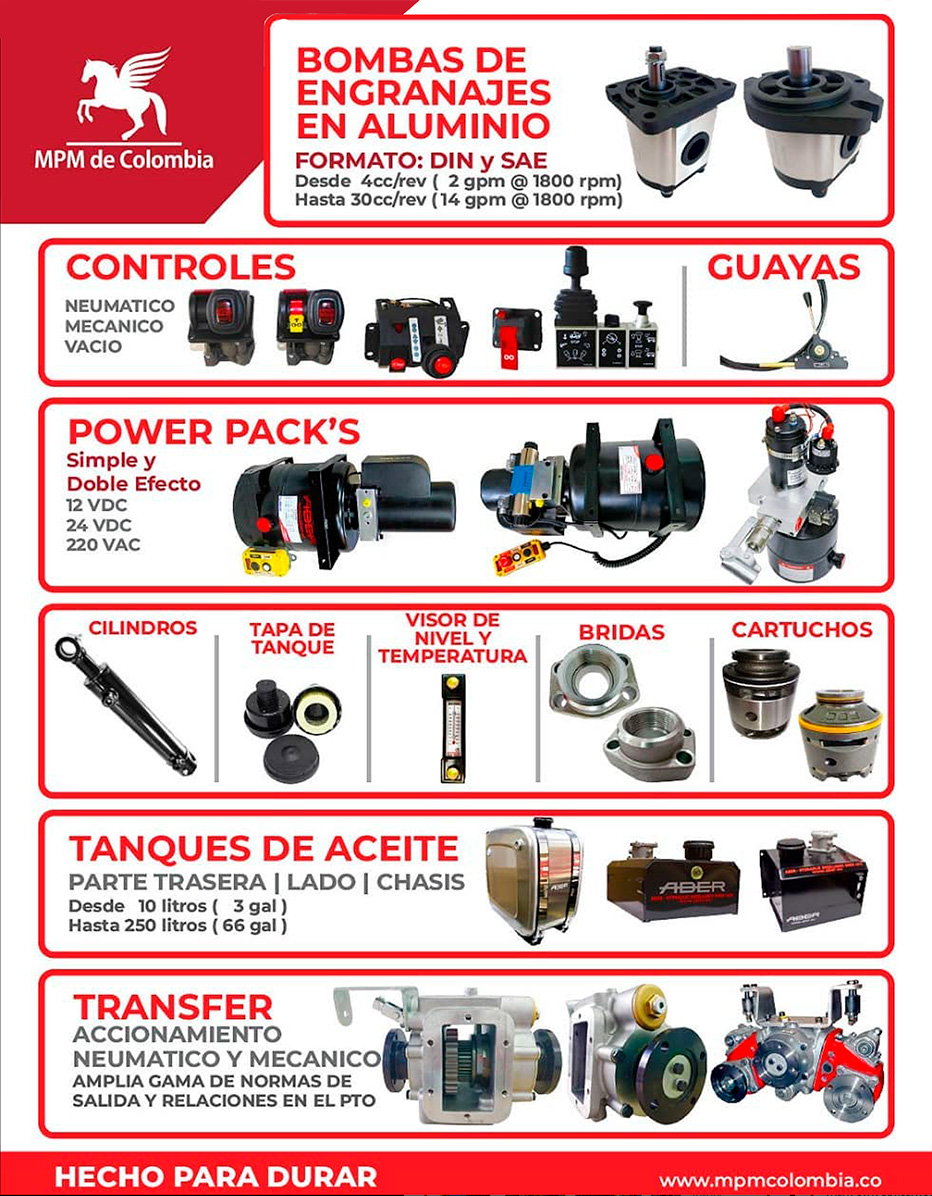 MPM de Colombia
BOMBAS DE
ENGRANAJES
EN ALUMINIO
FORMATO: DIN y SAE
Desde 4cc/rev ( 2 gpm @ 1800 rpm)
Hasta 30cc/rev (14 gpm @ 1800 rpm)
CONTROLES
NEUMATICO
MECANICO
VACIO
GUAYAS
POWER PACK’S
Simple y
Doble Efecto
12 VDC
24 VDC
220 VAC
CILINDROS
TAPA DE
TANQUE
VISOR DE
NIVEL Y
TEMPERATURA
BRIDAS
CARTUCHOS
TANQUES DE ACEITE
PARTE TRASERA | LADO | CHASIS
Desde 10 litros ( 3 gal )
Hasta 250 litros ( 66 gal )
ABER
ABER
ABER
TRANSFER
ACCIONAMIENTO
NEUMATICO Y MECANICO
AMPLIA GAMA DE NORMAS DE
SALIDA Y RELACIONES EN EL PTO
HECHO PARA DURAR
www.mpmcolombia.co